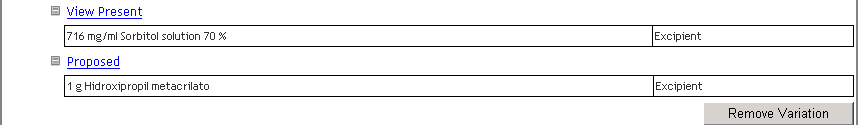 View Present
716 mg/ml Sorbitol solution 70 % Excipient
Proposed
1 g Hidroxipropil metacrilato Excipient
Remove Variation